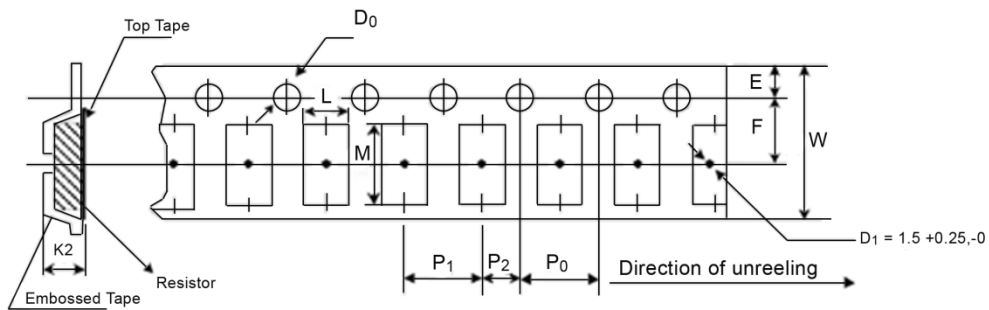 Top Tape
D0
L
E
F
W
M
D1 = 1.5 +0.25,-0
K2
P1
P2
P0
Direction of unreeling
Resistor
Embossed Tape